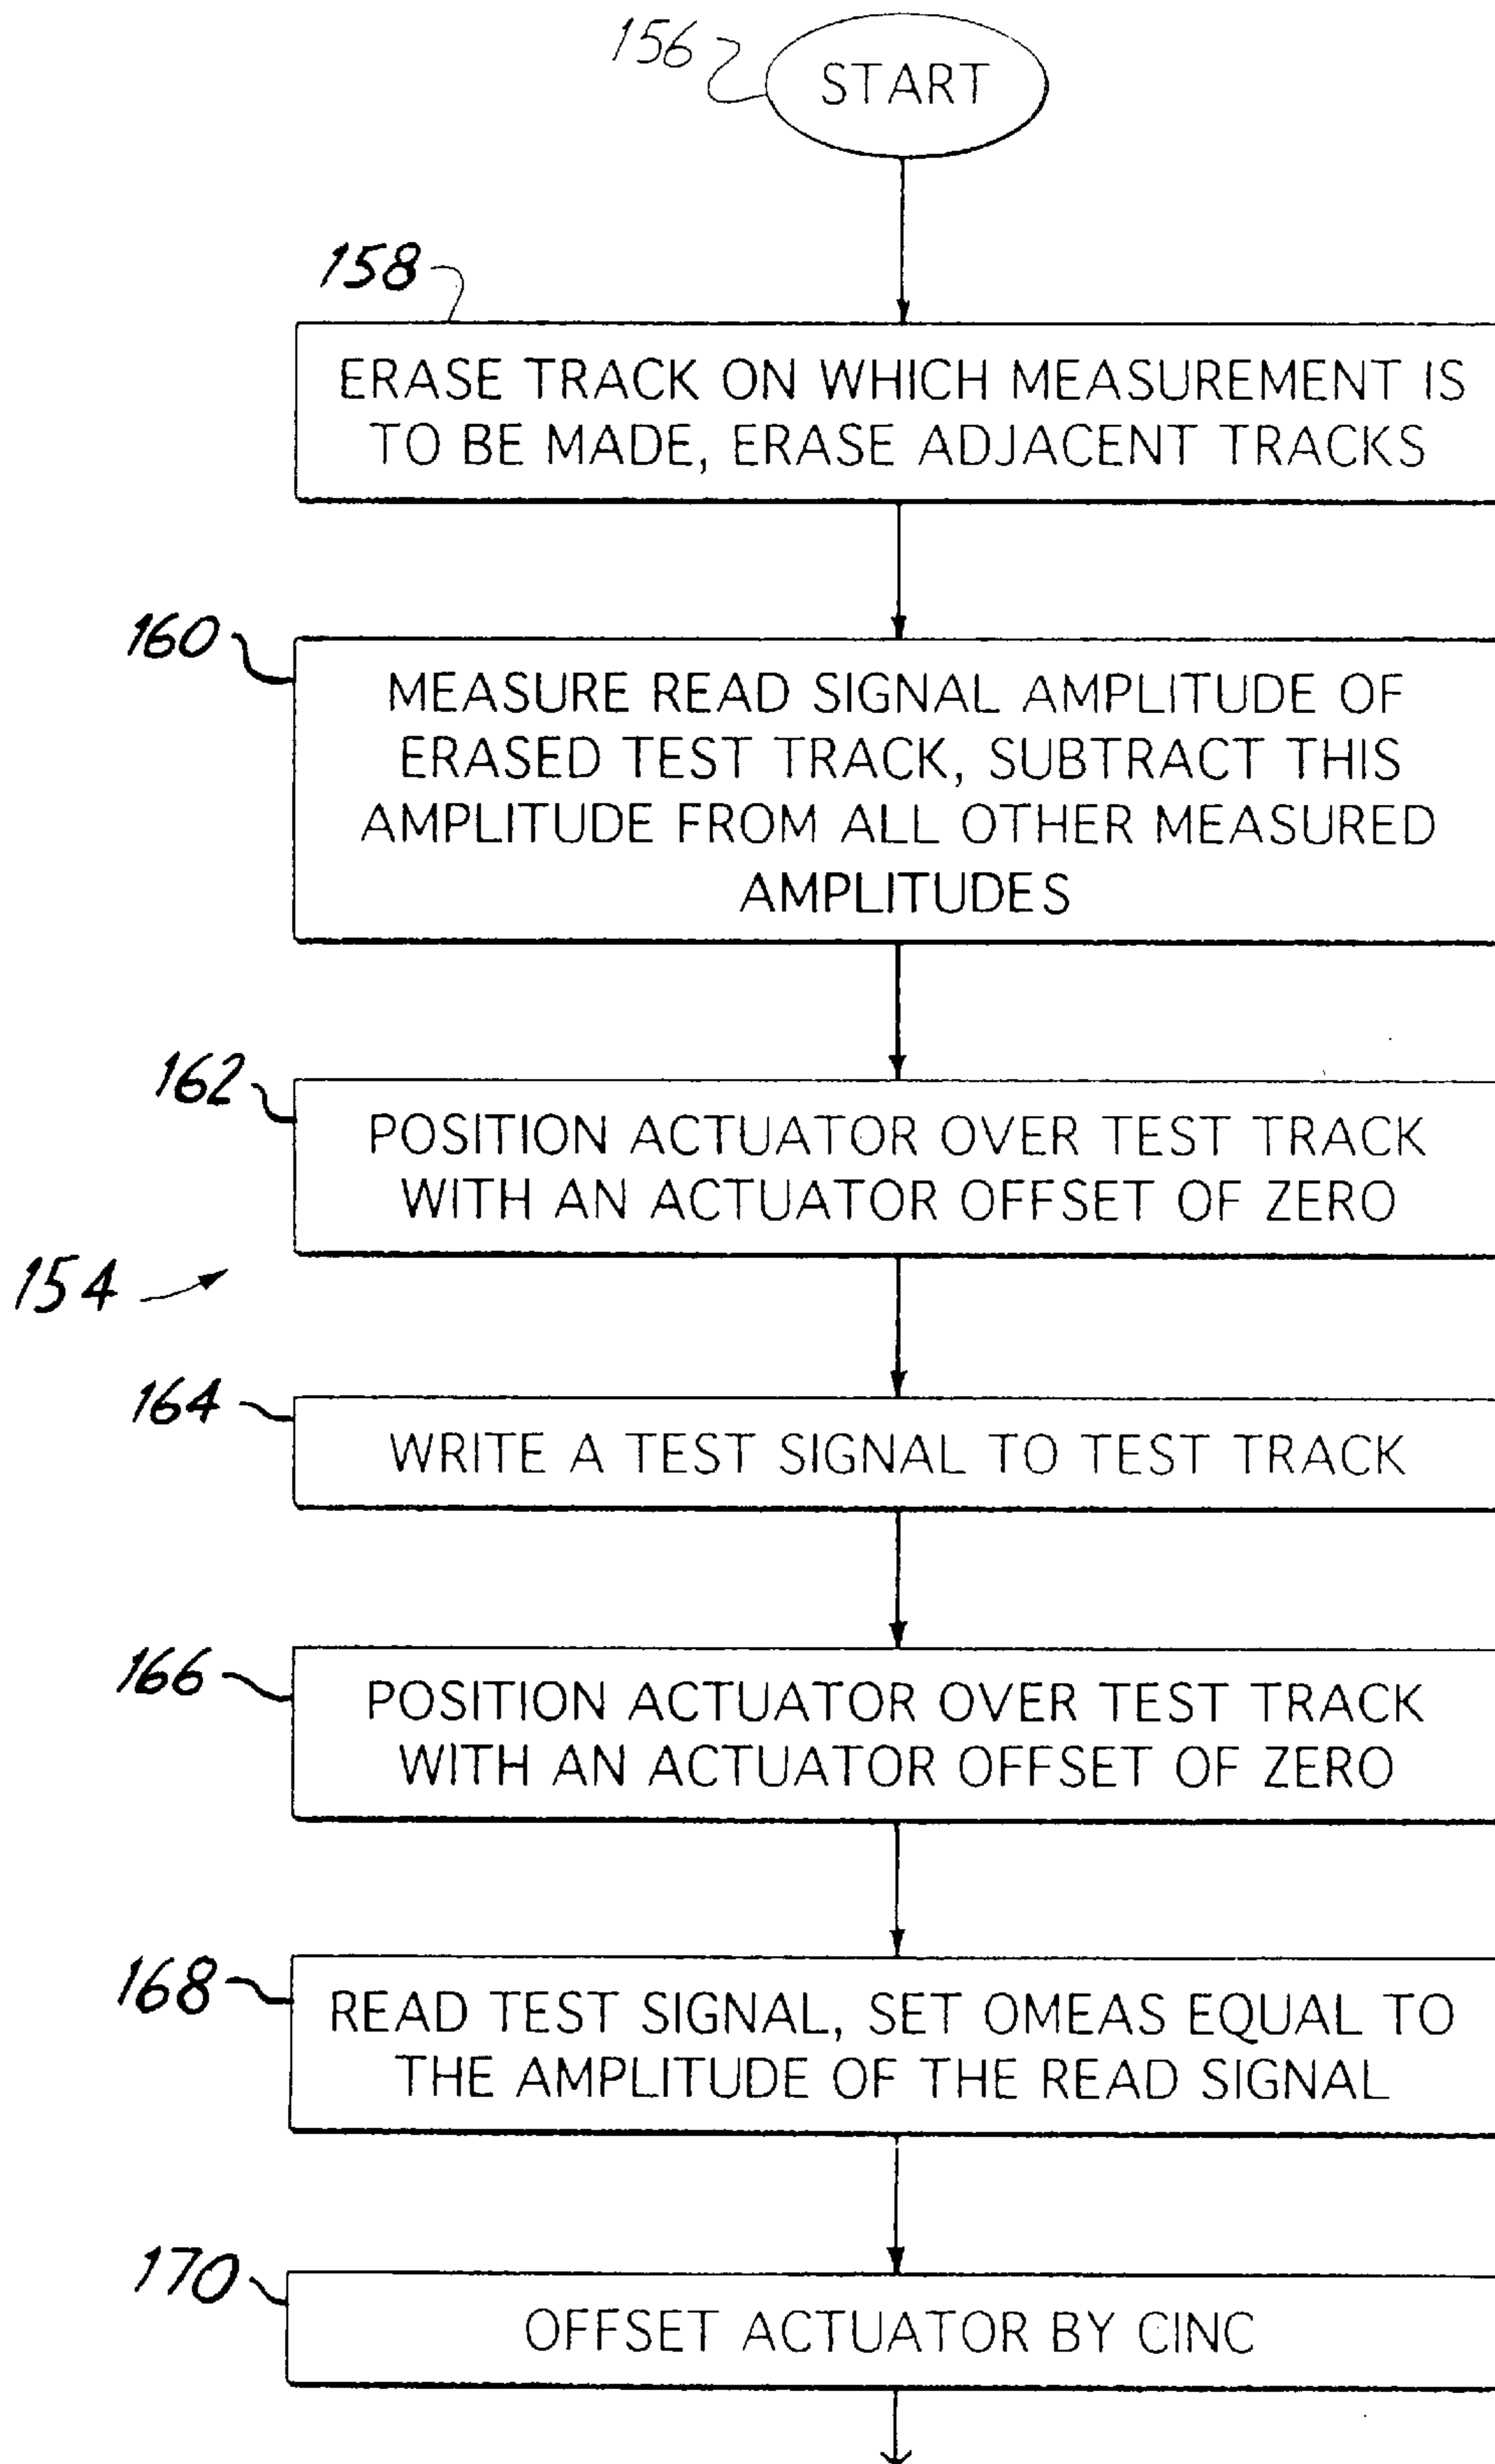 156
START
158
ERASE TRACK ON WHICH MEASUREMENT IS
TO BE MADE, ERASE ADJACENT TRACKS
160
MEASURE READ SIGNAL AMPLITUDE OF
ERASED TEST TRACK, SUBTRACT THIS
AMPLITUDE FROM ALL OTHER MEASURED
AMPLITUDES
162
POSITION ACTUATOR OVER TEST TRACK
WITH AN ACTUATOR OFFSET OF ZERO
154
164
WRITE A TEST SIGNAL TO TEST TRACK
166
POSITION ACTUATOR OVER TEST TRACK
WITH AN ACTUATOR OFFSET OF ZERO
168
READ TEST SIGNAL, SET OMEAS EQUAL TO
THE AMPLITUDE OF THE READ SIGNAL
170
OFFSET ACTUATOR BY CINC